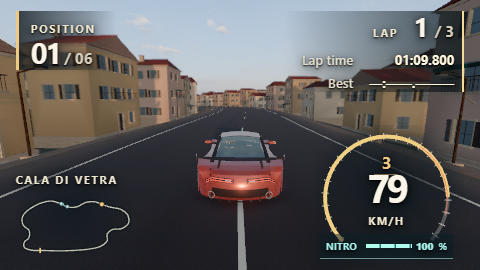 POSITION
01 / 06
LAP 1 / 3
Lap time 01:09.800
Best
CALA DI VETRA
3
79
KM/H
NITRO 100 %